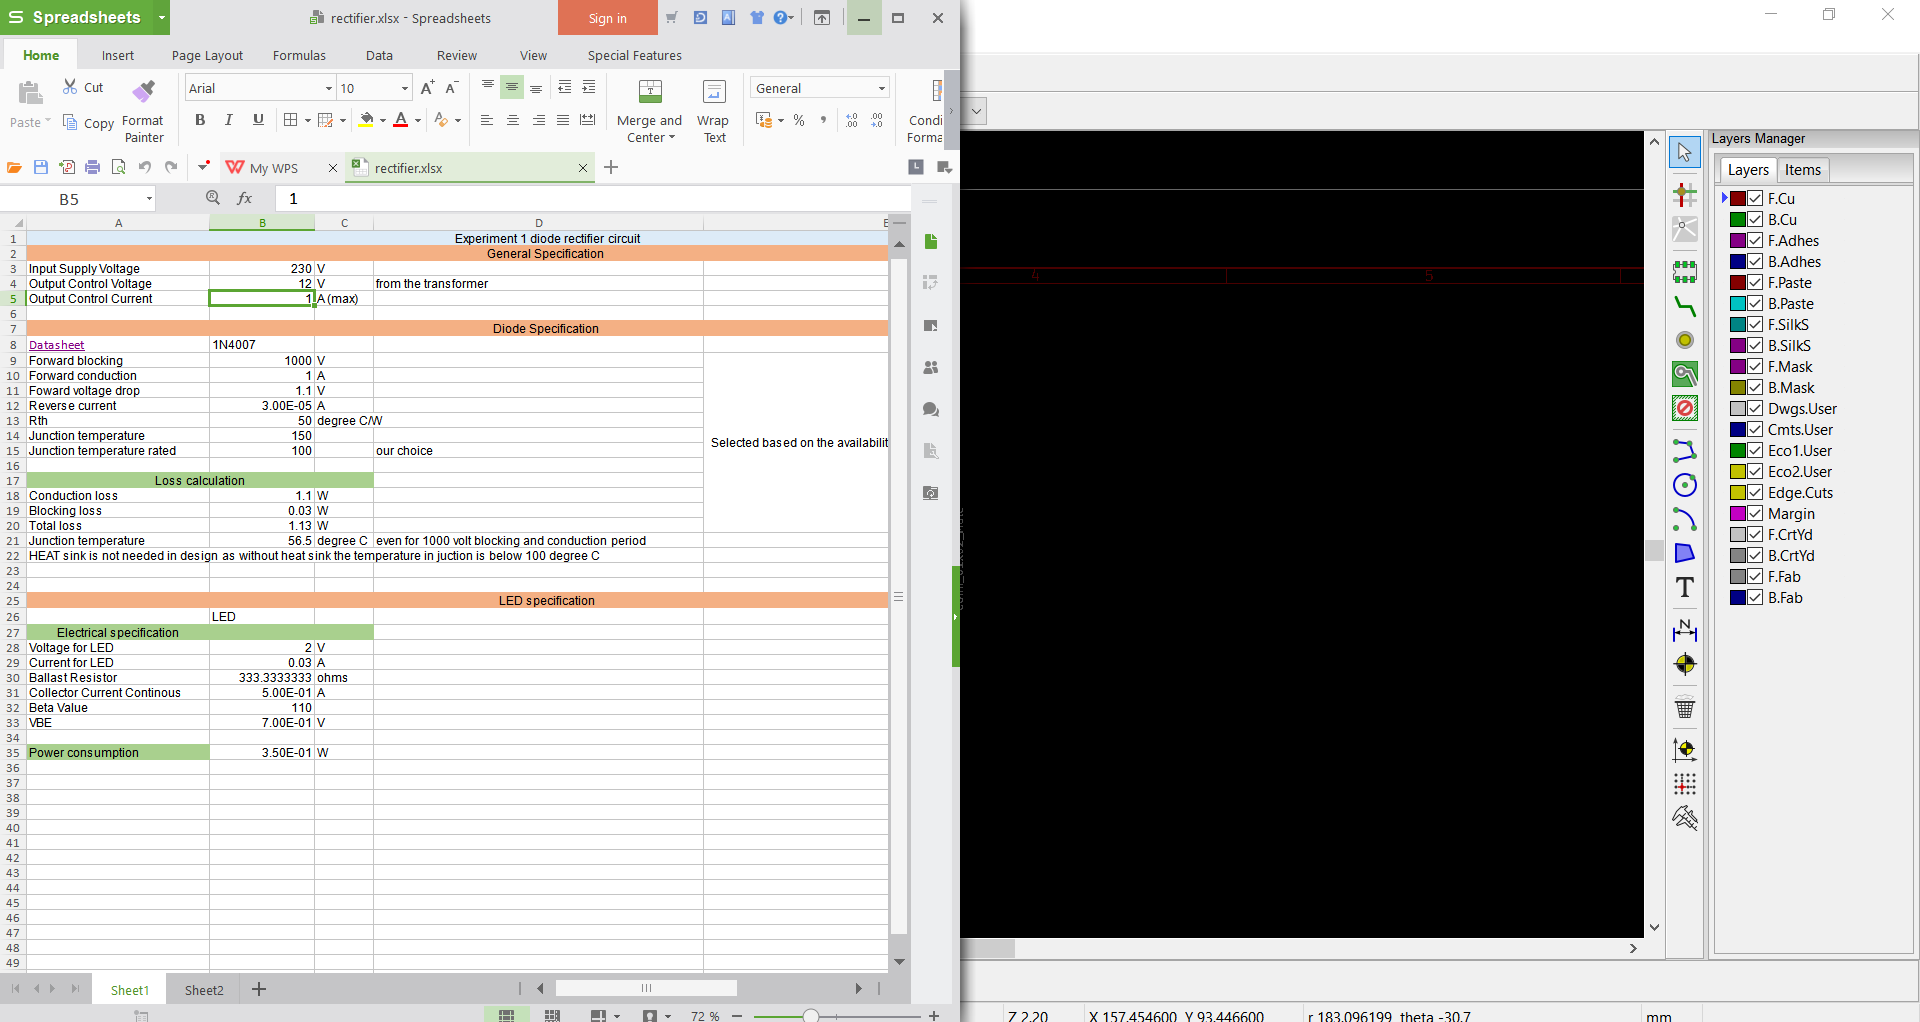 Spreadsheets
rectifier.xlsx - Spreadsheets
Sign in
Home
Insert
Page Layout
Formulas
Data
Review
View
Special Features
Paste
Cut
Copy
Format Painter
Arial
10
B I U
Merge and Center
Wrap Text
General
Condi
Forma
My WPS
rectifier.xlsx
B5
fx
1
A B C D E
1 Experiment 1 diode rectifier circuit
2 General Specification
3 Input Supply Voltage 230 V
4 Output Control Voltage 12 V from the transformer
5 Output Control Current 1 A (max)
6
7 Diode Specification
8 Datasheet 1N4007
9 Forward blocking 1000 V
10 Forward conduction 1 A
11 Foward voltage drop 1.1 V
12 Reverse current 3.00E-05 A
13 Rth 50 degree C/W
14 Junction temperature 150
Selected based on the availabilit
15 Junction temperature rated 100 our choice
16
17 Loss calculation
18 Conduction loss 1.1 W
19 Blocking loss 0.03 W
20 Total loss 1.13 W
21 Junction temperature 56.5 degree C even for 1000 volt blocking and conduction period
22 HEAT sink is not needed in design as without heat sink the temperature in juction is below 100 degree C
23
24
25 LED specification
26 LED
27 Electrical specification
28 Voltage for LED 2 V
29 Current for LED 0.03 A
30 Ballast Resistor 333.3333333 ohms
31 Collector Current Continous 5.00E-01 A
32 Beta Value 110
33 VBE 7.00E-01 V
34
35 Power consumption 3.50E-01 W
36
37
38
39
40
41
42
43
44
45
46
47
48
49
Sheet1
Sheet2
72 %
4
5
Layers Manager
Layers
Items
F.Cu
B.Cu
F.Adhes
B.Adhes
F.Paste
B.Paste
F.SilkS
B.SilkS
F.Mask
B.Mask
Dwgs.User
Cmts.User
Eco1.User
Eco2.User
Edge.Cuts
Margin
F.CrtYd
B.CrtYd
F.Fab
B.Fab
Z 2.20
X 157.454600 Y 93.446600
r 183.096199 theta -30.7
mm